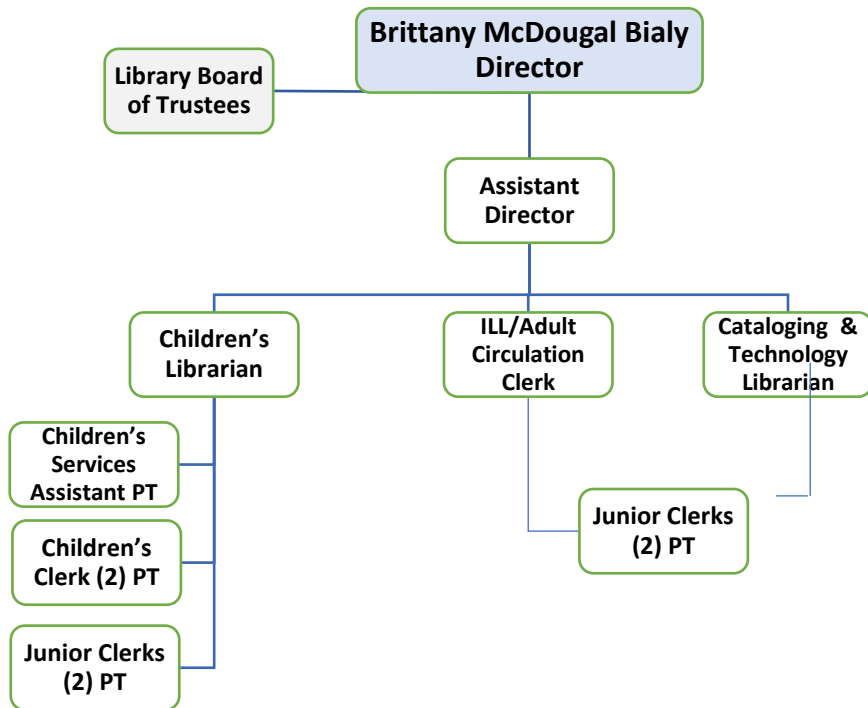 Brittany McDougal Bialy
Director
Library Board
of Trustees
Assistant
Director
Children’s
Librarian
ILL/Adult
Circulation
Clerk
Cataloging & 
Technology
Librarian
Children’s
Services
Assistant PT
Children’s
Clerk (2) PT
Junior Clerks
(2) PT
Junior Clerks
(2) PT